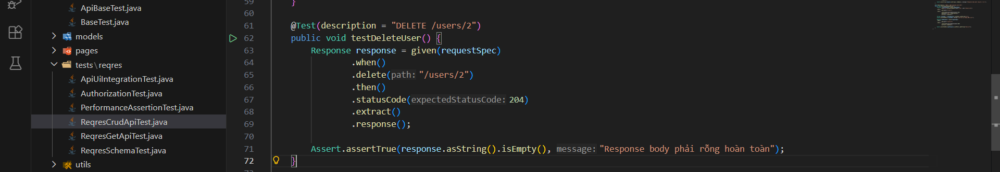 ApiBaseTest.java
BaseTest.java
models
pages
tests\reqres
ApiUiIntegrationTest.java
AuthorizationTest.java
PerformanceAssertionTest.java
ReqresCrudApiTest.java
ReqresGetApiTest.java
ReqresSchemaTest.java
utils
59 }
60
61 @Test(description = "DELETE /users/2")
62 public void testDeleteUser() {
63 Response response = given(requestSpec)
64 .when()
65 .delete(path: "/users/2")
66 .then()
67 .statusCode(expectedStatusCode: 204)
68 .extract()
69 .response();
70
71 Assert.assertTrue(response.asString().isEmpty(), message: "Response body phải rỗng hoàn toàn");
72 }